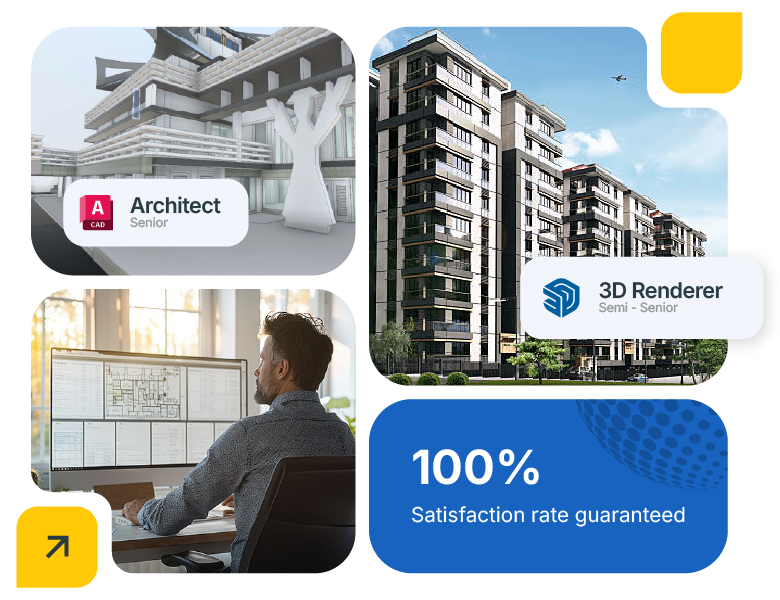 A
CAD
Architect
Senior
3D Renderer
Semi - Senior
100%
Satisfaction rate guaranteed